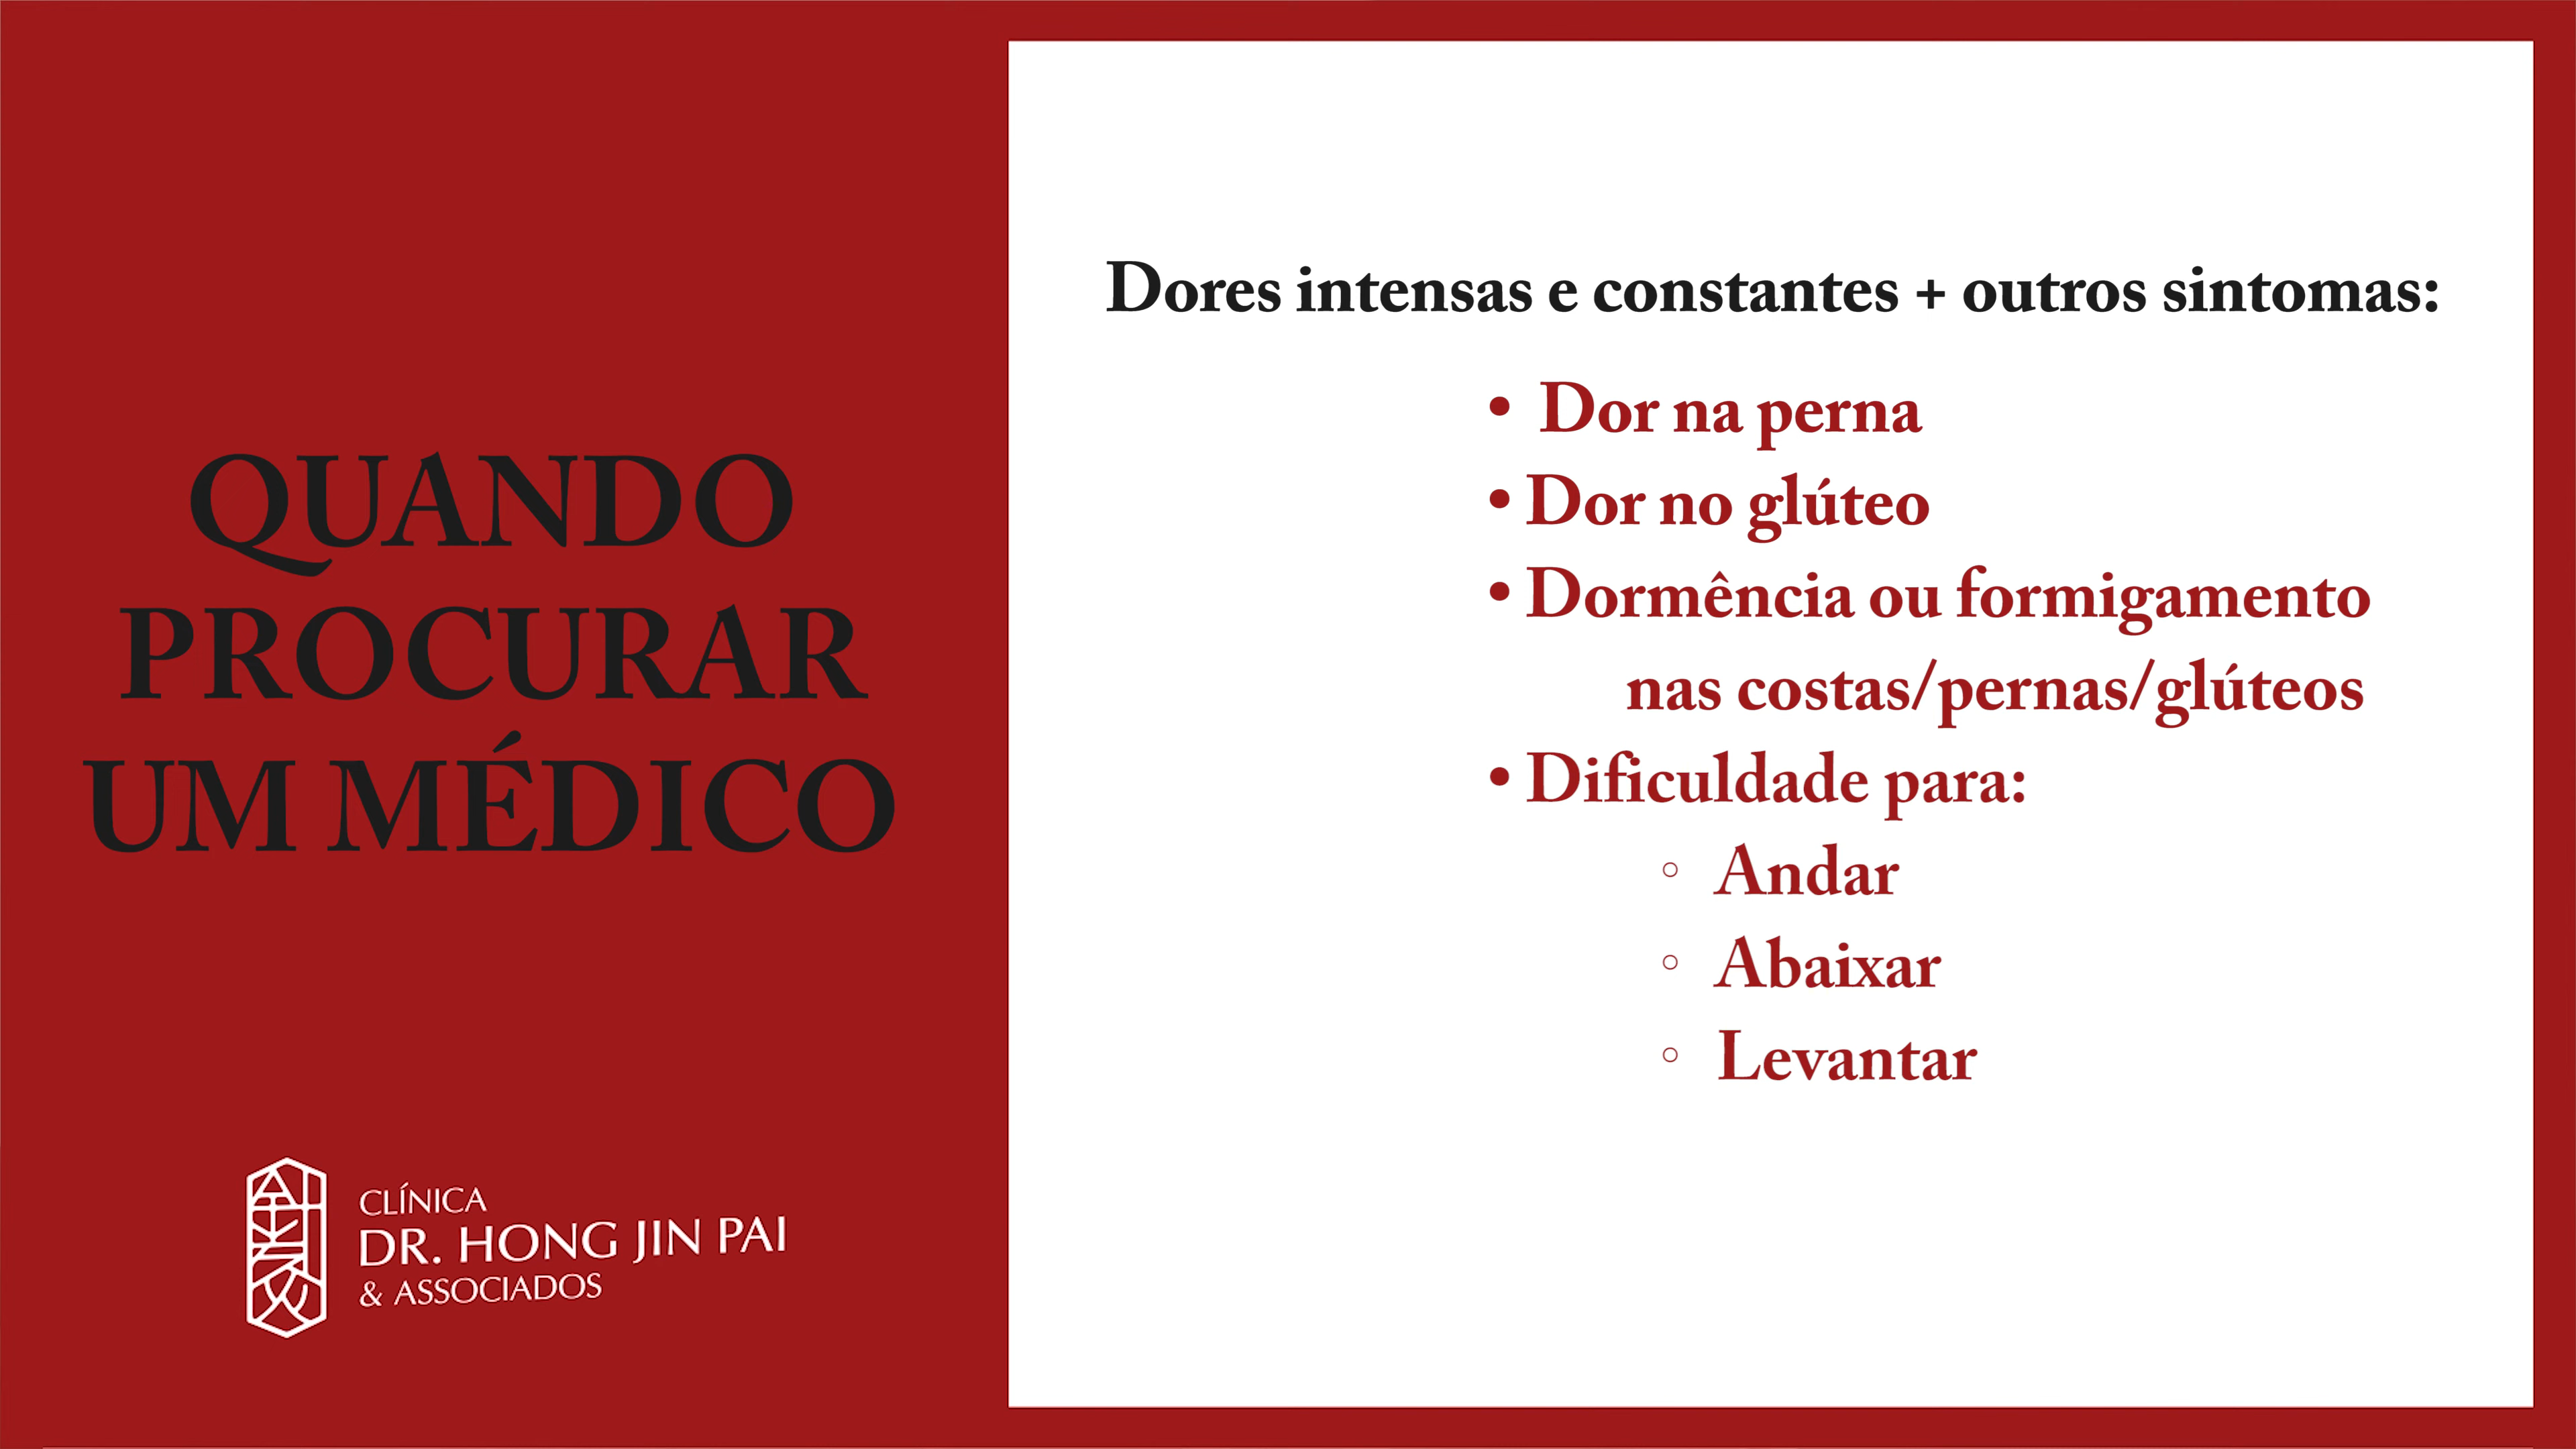 QUANDO
PROCURAR
UM MÉDICO
CLÍNICA
DR. HONG JIN PAI
& ASSOCIADOS
Dores intensas e constantes + outros sintomas:
• Dor na perna
• Dor no glúteo
• Dormência ou formigamento
nas costas/pernas/glúteos
• Dificuldade para:
◦ Andar
◦ Abaixar
◦ Levantar